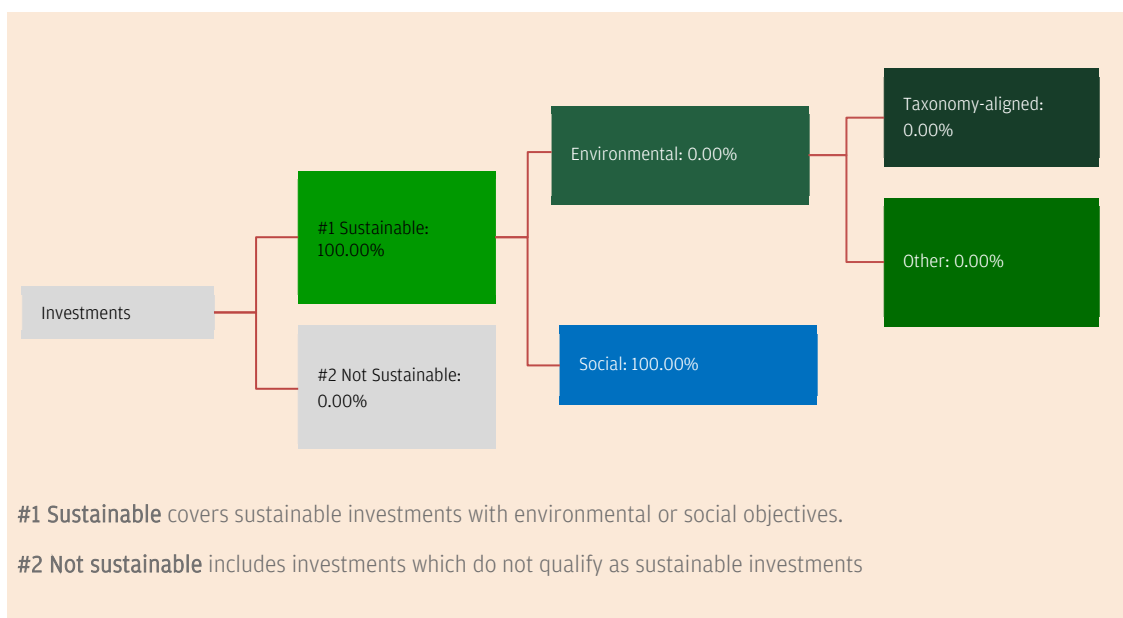 Investments
#1 Sustainable:
100.00%
#2 Not Sustainable:
0.00%
Environmental: 0.00%
Social: 100.00%
Taxonomy-aligned:
0.00%
Other: 0.00%
#1 Sustainable covers sustainable investments with environmental or social objectives.
#2 Not sustainable includes investments which do not qualify as sustainable investments